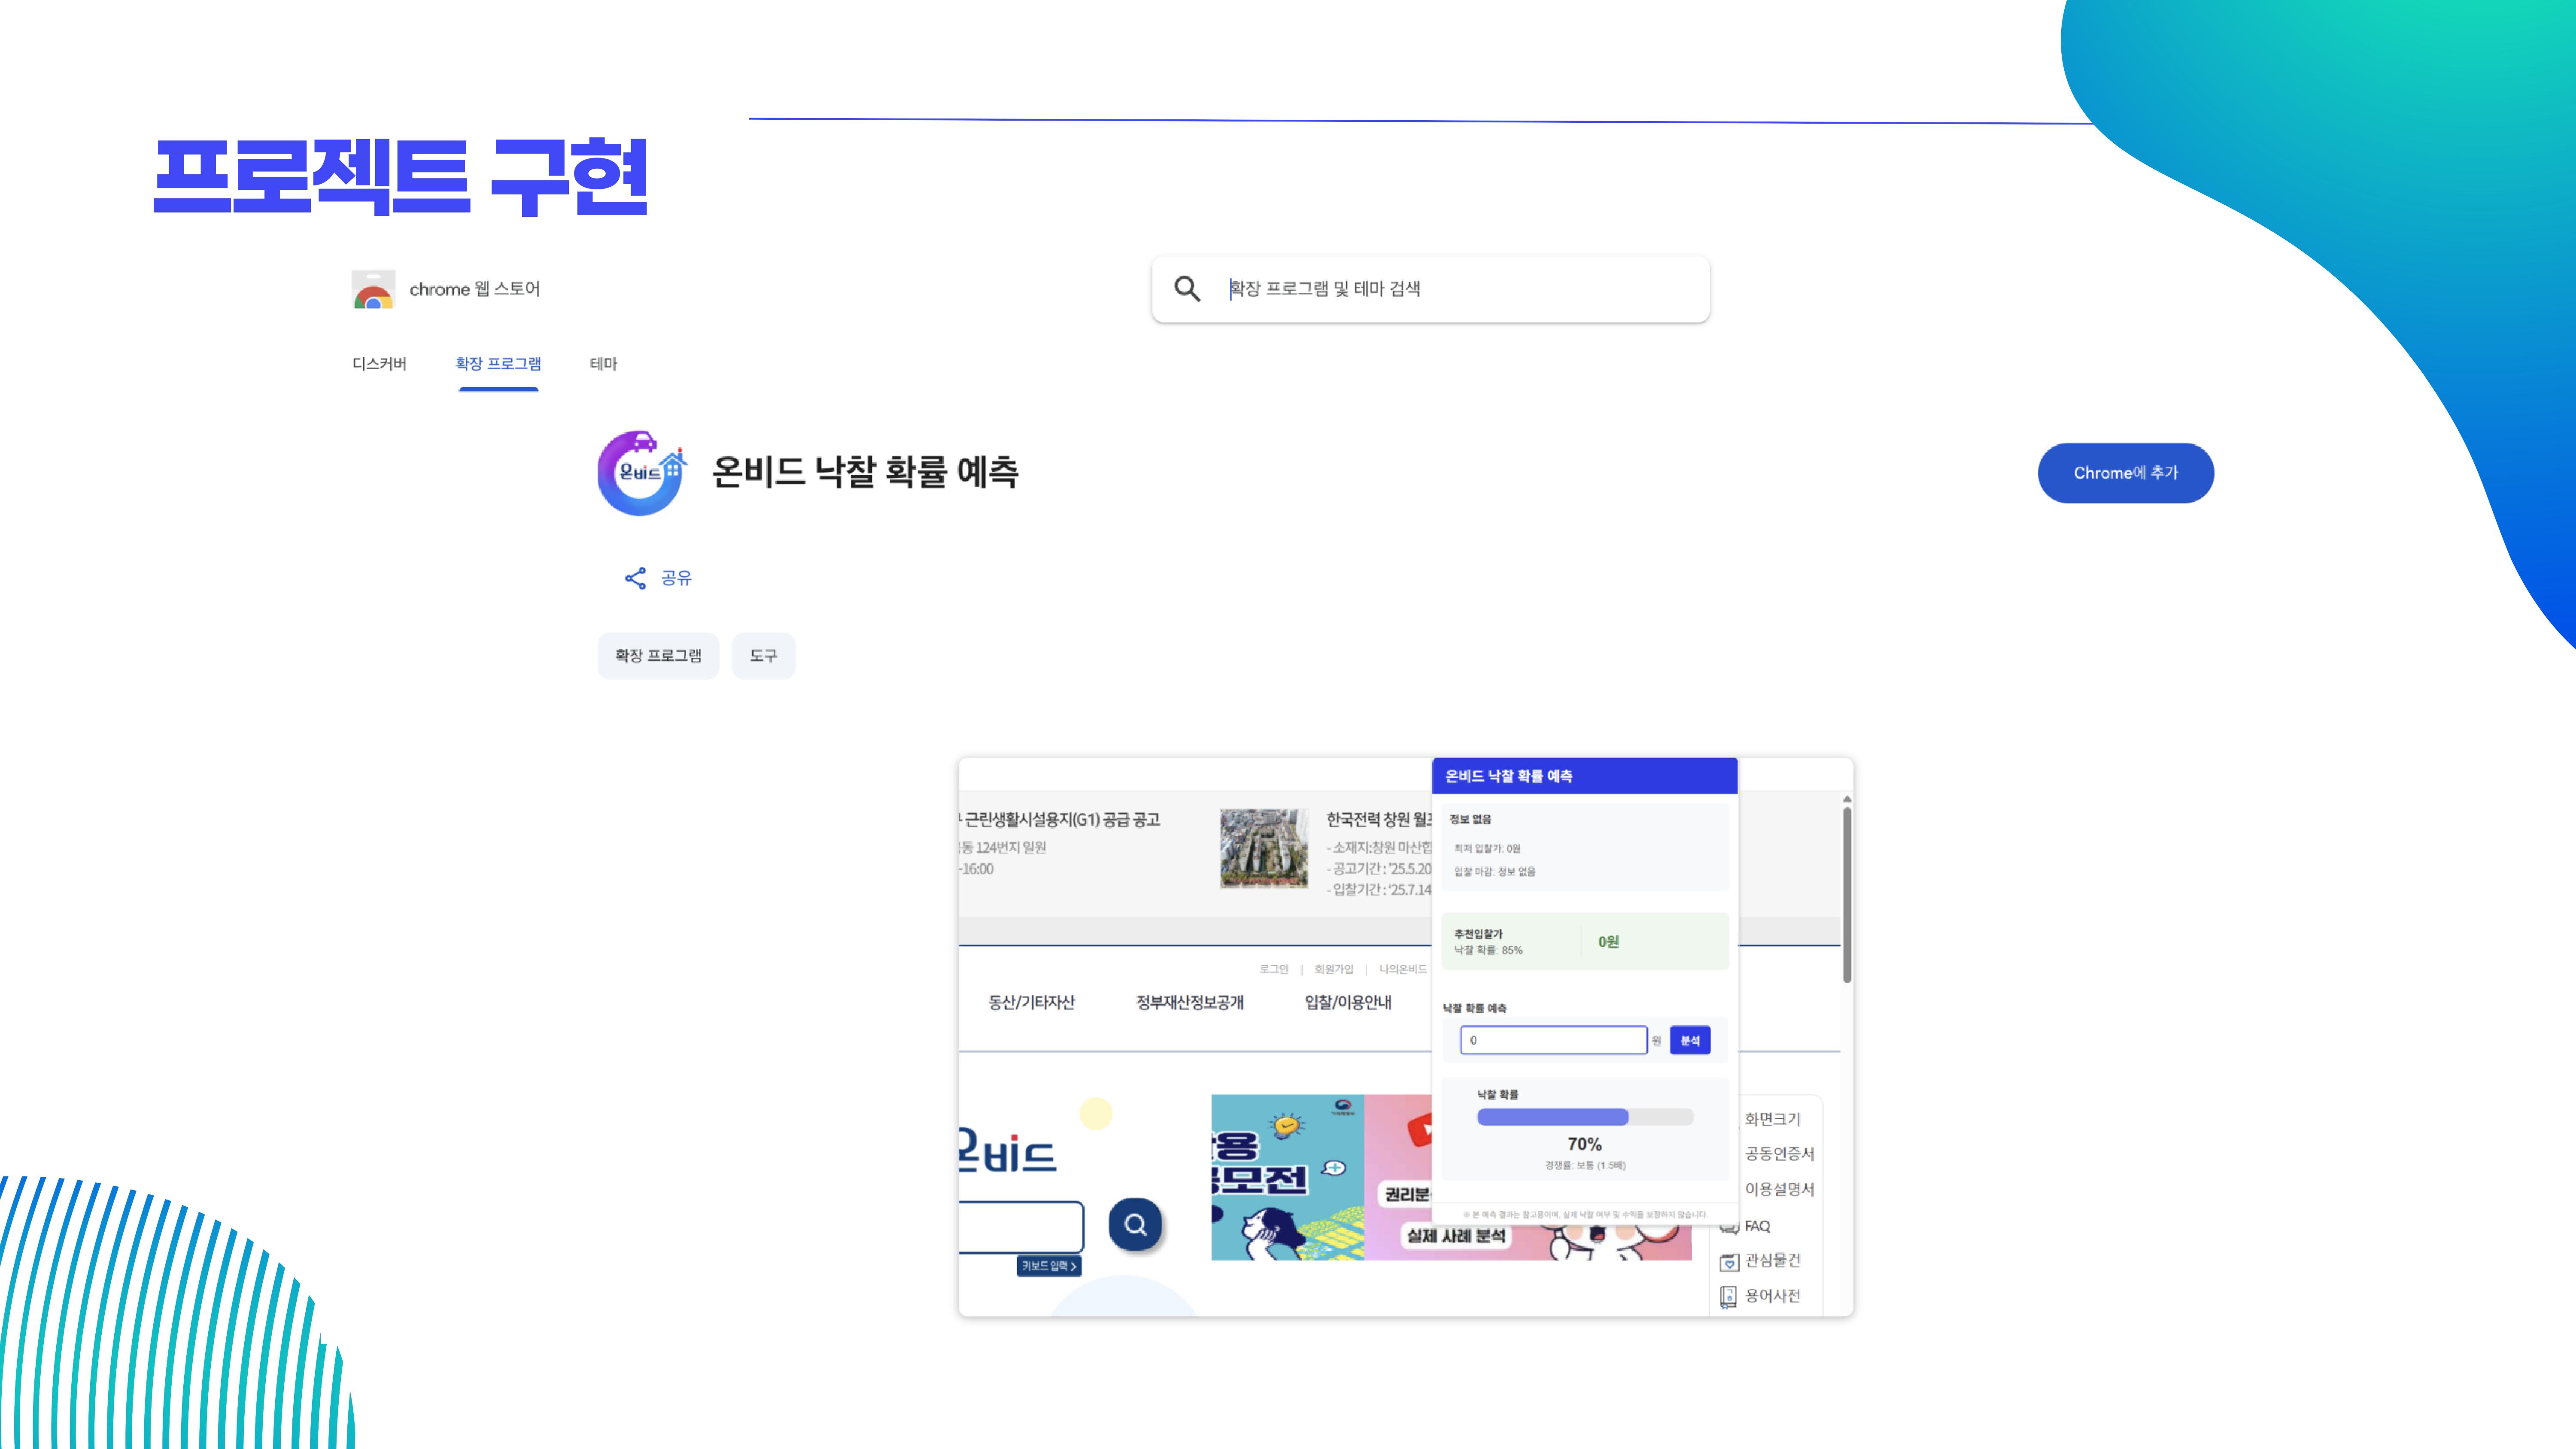 프로젝트 구현
chrome 웹 스토어
확장 프로그램 및 테마 검색
디스커버
확장 프로그램
테마
온비드
온비드 낙찰 확률 예측
Chrome에 추가
공유
확장 프로그램
도구
온비드 낙찰 확률 예측
근린생활시설용지(G1) 공급 공고
동 124번지 일원
-16:00
한국전력 창원 월
- 소재지:창원 마산합
- 공고기간 : '25.5.20
- 입찰기간 : '25.7.14
정보 없음
최저 입찰가: 0원
입찰 마감: 정보 없음
추천입찰가
낙찰 확률: 85%
0원
로그인 | 회원가입 | 나의온비드
동산/기타자산
정부재산정보공개
입찰/이용안내
낙찰 확률 예측
0
원
분석
낙찰 확률
70%
경쟁률: 보통 (1.5배)
※ 본 예측 결과는 참고용이며, 실제 낙찰 여부 및 수익을 보장하지 않습니다.
온비드
키보드 입력 >
용
모전
권리분
실제 사례 분석
화면크기
공동인증서
이용설명서
FAQ
관심물건
용어사전